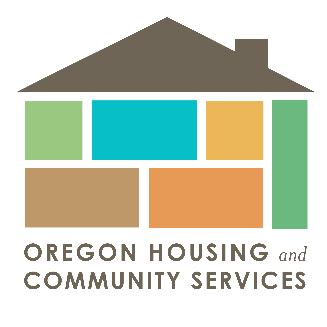 OREGON HOUSING and
COMMUNITY SERVICES